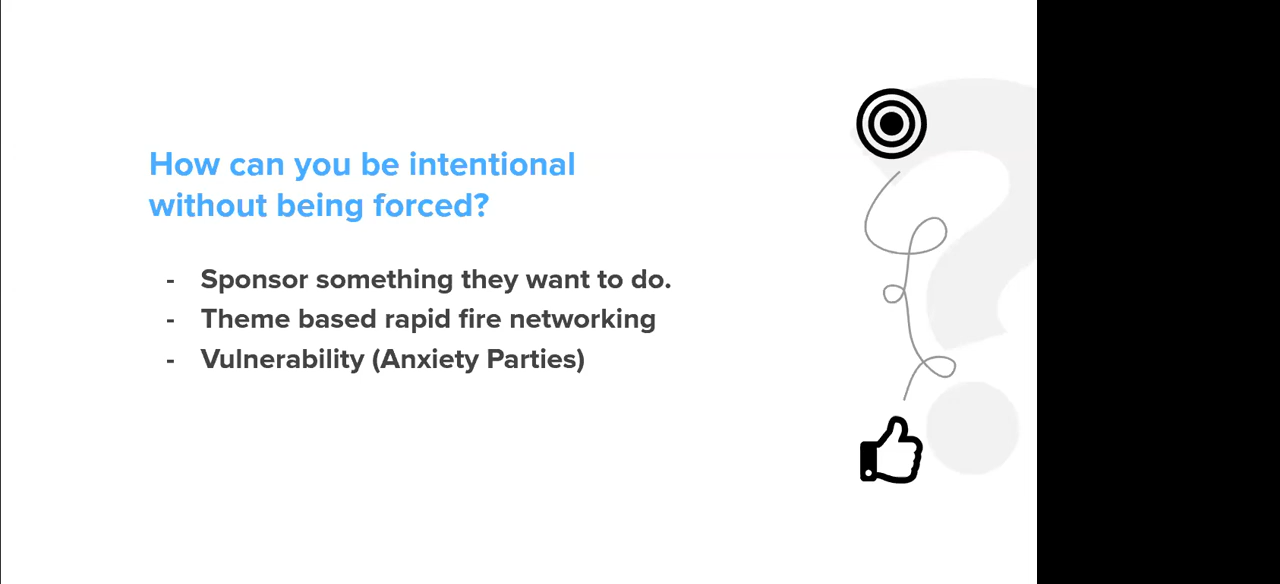 How can you be intentional
without being forced?
- Sponsor something they want to do.
- Theme based rapid fire networking
- Vulnerability (Anxiety Parties)